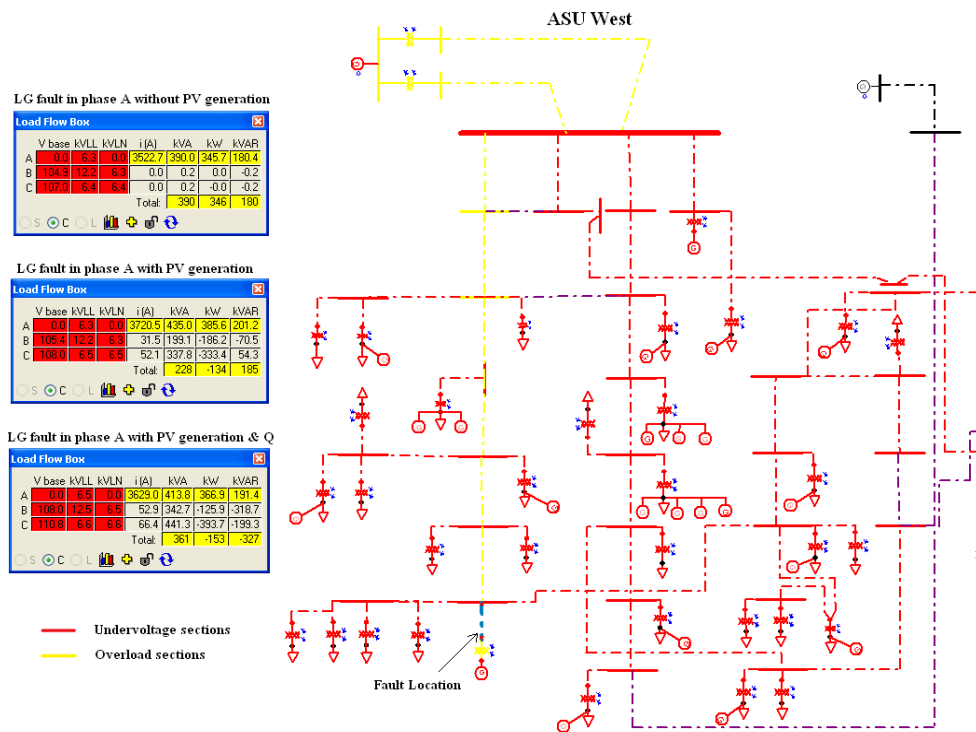 ASU West
LG fault in phase A without PV generation
Load Flow Box
V base kVLL kVLN i (A) kVA kW kVAR
A 0.0 6.3 0.0 3522.7 390.0 345.7 180.4
B 104.9 12.2 6.3 0.0 0.2 0.0 -0.2
C 107.0 6.4 6.4 0.0 0.2 -0.0 -0.2
Total: 390 346 180
S C L
LG fault in phase A with PV generation
Load Flow Box
V base kVLL kVLN i (A) kVA kW kVAR
A 0.0 6.3 0.0 3720.5 435.0 385.6 201.2
B 105.4 12.2 6.3 31.5 199.1 -186.2 -70.5
C 108.0 6.5 6.5 52.1 337.8 -333.4 54.3
Total: 228 -134 185
S C L
LG fault in phase A with PV generation & Q
Load Flow Box
V base kVLL kVLN i (A) kVA kW kVAR
A 0.0 6.5 0.0 3629.0 413.8 366.9 191.4
B 108.0 12.5 6.5 52.9 342.7 -125.9 -318.7
C 110.8 6.6 6.6 66.4 441.3 -393.7 -199.3
Total: 361 -153 -327
S C L
Undervoltage sections
Overload sections
Fault Location